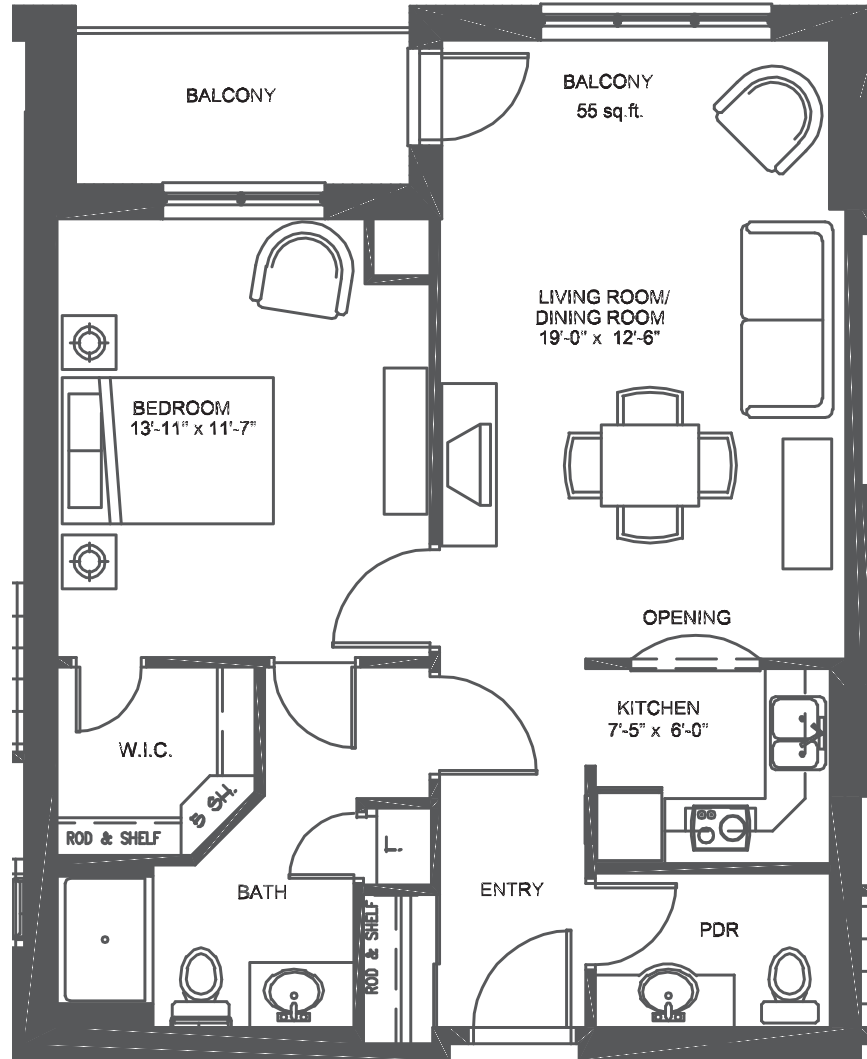 BALCONY
BALCONY
55 sq.ft.
LIVING ROOM/
DINING ROOM
19'-0" x 12'-6"
BEDROOM
13'-11" x 11'-7"
OPENING
KITCHEN
7'-5" x 6'-0"
W.I.C.
5 SH.
ROD & SHELF
L.
BATH
ENTRY
ROD & SHELF
PDR